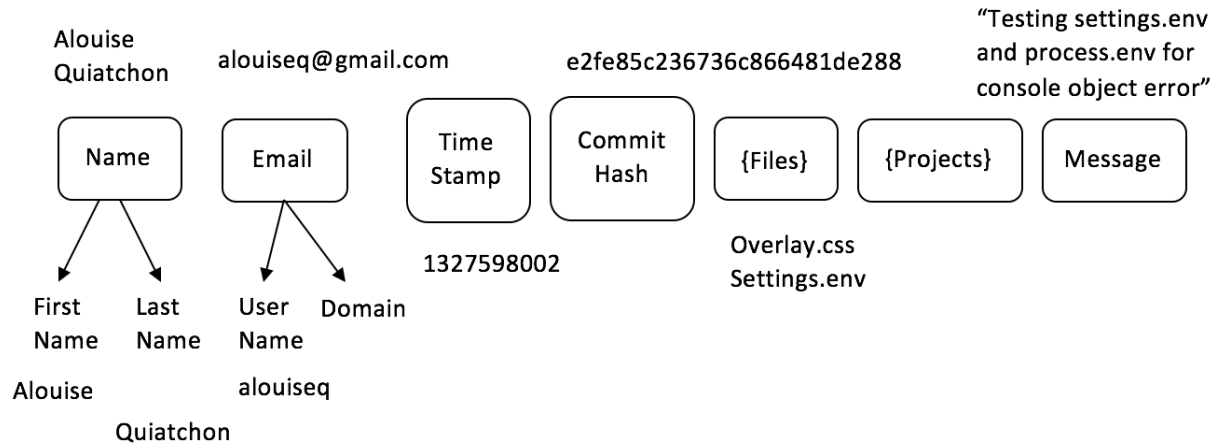 Alouise
Quiatchon
alouiseq@gmail.com
e2fe85c236736c866481de288
“Testing settings.env
and process.env for
console object error”
Name
Email
Time
Stamp
Commit
Hash
{Files}
{Projects}
Message
1327598002
Overlay.css
Settings.env
First
Name
Last
Name
User
Name
Domain
Alouise
Quiatchon
alouiseq